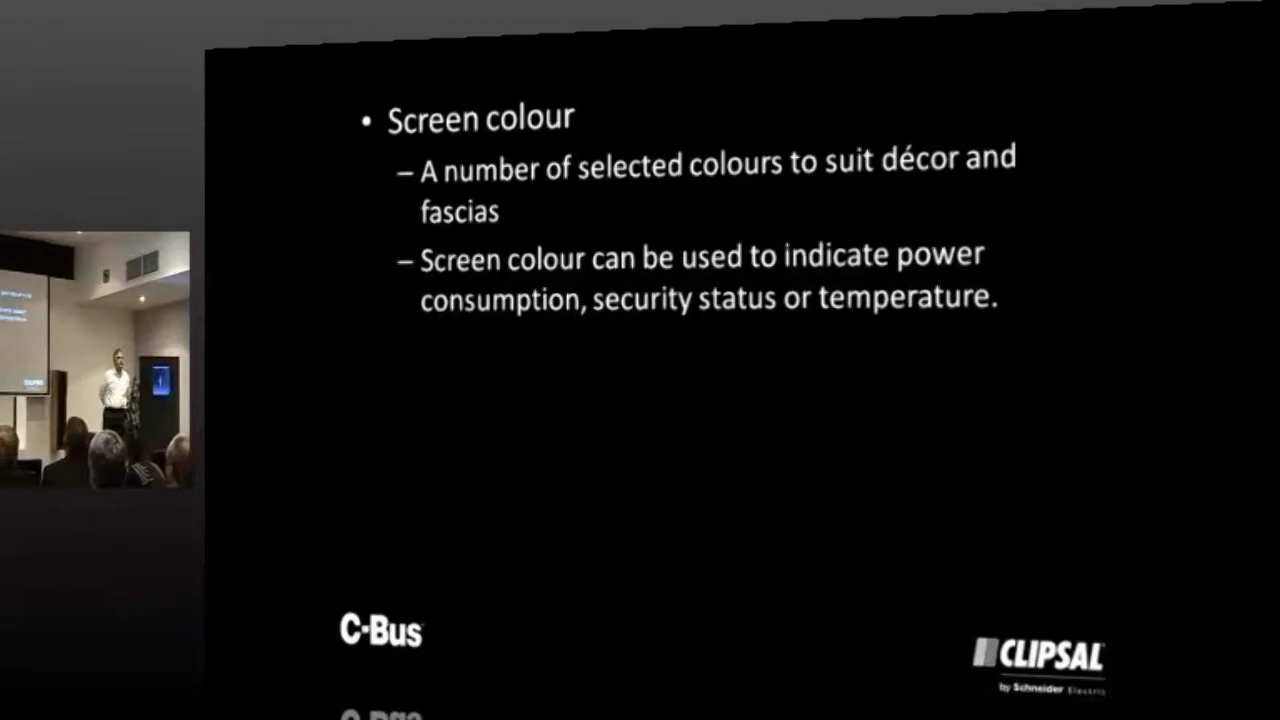 • Screen colour
– A number of selected colours to suit décor and
fascias
– Screen colour can be used to indicate power
consumption, security status or temperature.
C-Bus
CLIPSAL
by Schneider Electric